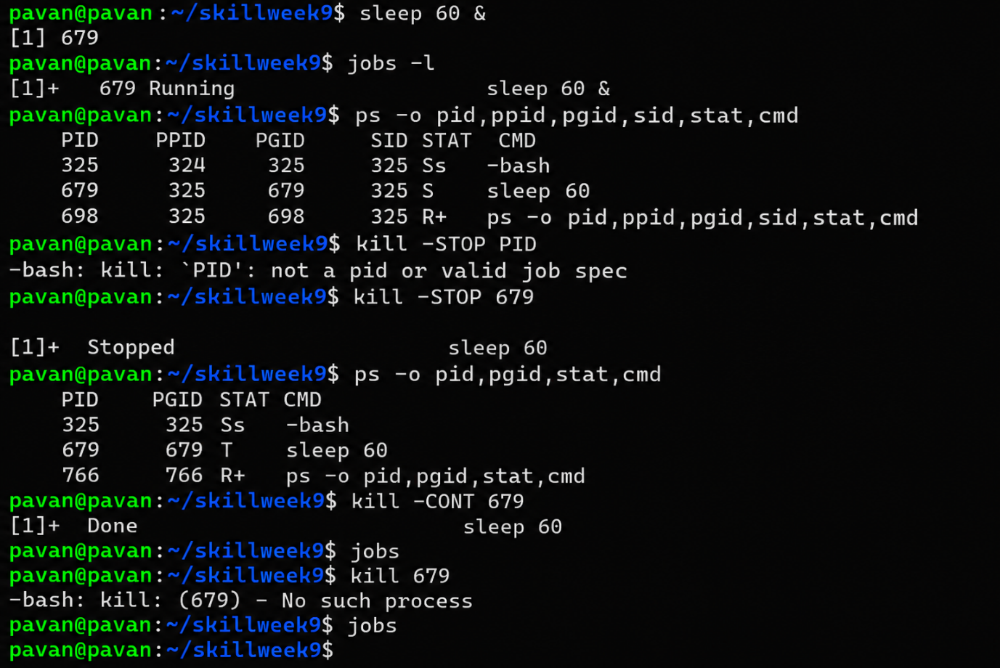 pavan@pavan :~/skillweek9$ sleep 60 &
[1] 679
pavan@pavan:~/skillweek9$ jobs -l
[1]+   679 Running                    sleep 60 &
pavan@pavan:~/skillweek9$ ps -o pid,ppid,pgid,sid,stat,cmd
    PID    PPID    PGID     SID STAT  CMD
    325     324     325     325 Ss   -bash
    679     325     679     325 S    sleep 60
    698     325     698     325 R+   ps -o pid,ppid,pgid,sid,stat,cmd
pavan@pavan:~/skillweek9$ kill -STOP PID
-bash: kill: `PID': not a pid or valid job spec
pavan@pavan:~/skillweek9$ kill -STOP 679
[1]+  Stopped                 sleep 60
pavan@pavan:~/skillweek9$ ps -o pid,pgid,stat,cmd
    PID    PGID STAT CMD
    325     325 Ss   -bash
    679     679 T    sleep 60
    766     766 R+   ps -o pid,pgid,stat,cmd
pavan@pavan:~/skillweek9$ kill -CONT 679
[1]+  Done                    sleep 60
pavan@pavan:~/skillweek9$ jobs
pavan@pavan:~/skillweek9$ kill 679
-bash: kill: (679) - No such process
pavan@pavan:~/skillweek9$ jobs
pavan@pavan:~/skillweek9$